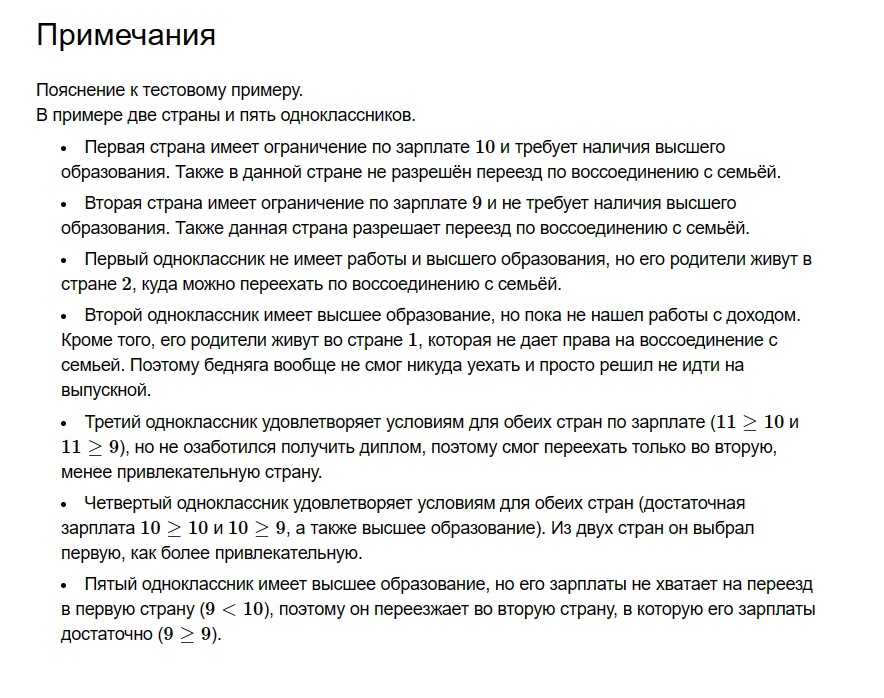 Примечания
Пояснение к тестовому примеру.
В примере две страны и пять одноклассников.
• Первая страна имеет ограничение по зарплате 10 и требует наличия высшего
образования. Также в данной стране не разрешён переезд по воссоединению с семьёй.
• Вторая страна имеет ограничение по зарплате 9 и не требует наличия высшего
образования. Также данная страна разрешает переезд по воссоединению с семьёй.
• Первый одноклассник не имеет работы и высшего образования, но его родители живут в
стране 2, куда можно переехать по воссоединению с семьёй.
• Второй одноклассник имеет высшее образование, но пока не нашел работы с доходом.
Кроме того, его родители живут во стране 1, которая не дает права на воссоединение с
семьей. Поэтому бедняга вообще не смог никуда уехать и просто решил не идти на
выпускной.
• Третий одноклассник удовлетворяет условиям для обеих стран по зарплате (11 ≥ 10 и
11 ≥ 9), но не озаботился получить диплом, поэтому смог переехать только во вторую,
менее привлекательную страну.
• Четвертый одноклассник удовлетворяет условиям для обеих стран (достаточная
зарплата 10 ≥ 10 и 10 ≥ 9, а также высшее образование). Из двух стран он выбрал
первую, как более привлекательную.
• Пятый одноклассник имеет высшее образование, но его зарплаты не хватает на переезд
в первую страну (9 < 10), поэтому он переезжает во вторую страну, в которую его зарплаты
достаточно (9 ≥ 9).